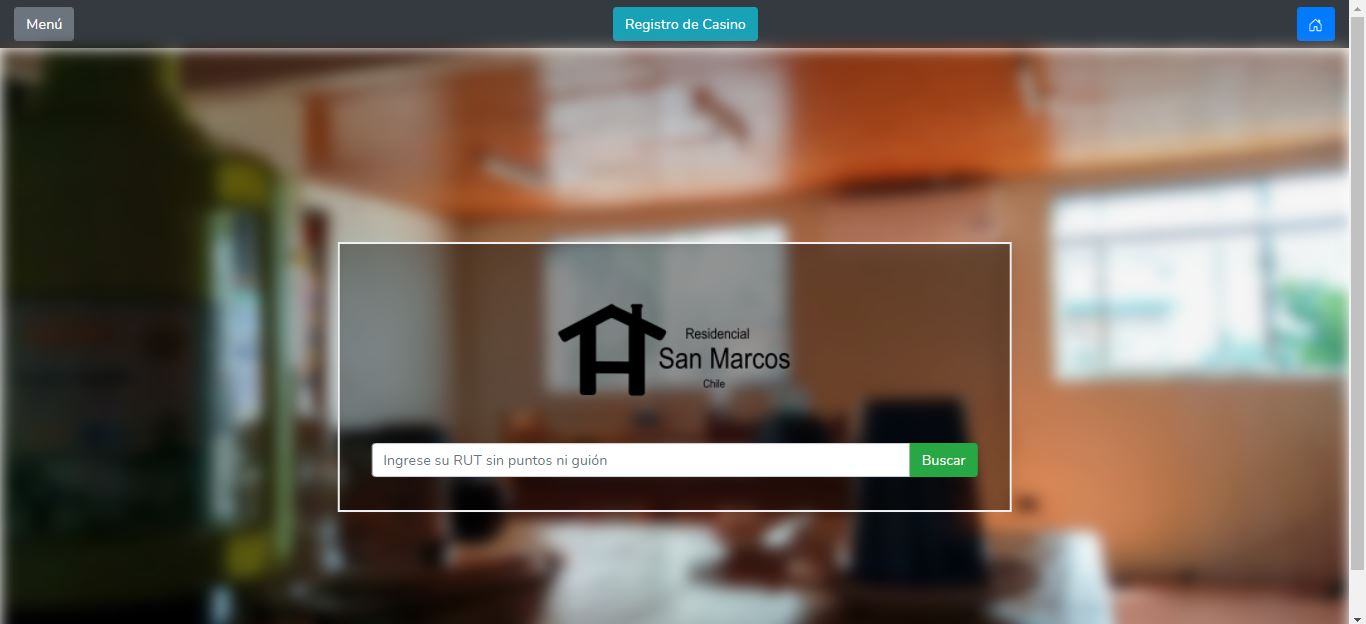 Menú
Registro de Casino
Residencial
San Marcos
Chile
Ingrese su RUT sin puntos ni guión
Buscar